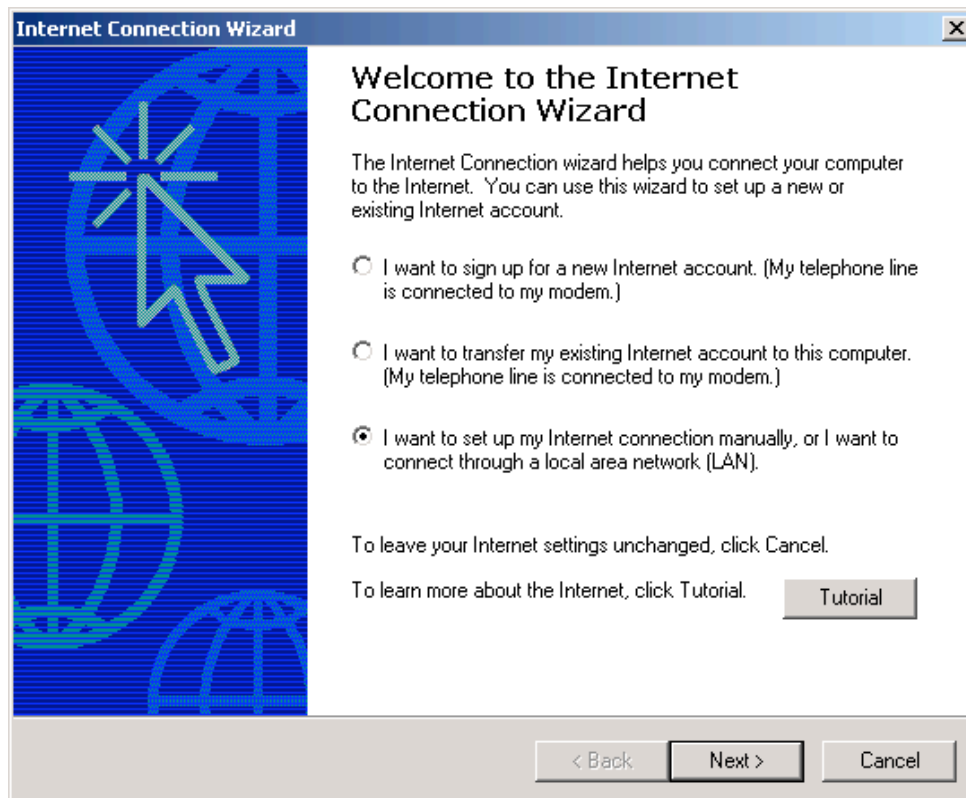 Internet Connection Wizard
Welcome to the Internet
Connection Wizard
The Internet Connection wizard helps you connect your computer
to the Internet.  You can use this wizard to set up a new or
existing Internet account.
I want to sign up for a new Internet account. (My telephone line
is connected to my modem.)
I want to transfer my existing Internet account to this computer.
(My telephone line is connected to my modem.)
I want to set up my Internet connection manually, or I want to
connect through a local area network (LAN).
To leave your Internet settings unchanged, click Cancel.
To learn more about the Internet, click Tutorial.
Tutorial
< Back
Next >
Cancel